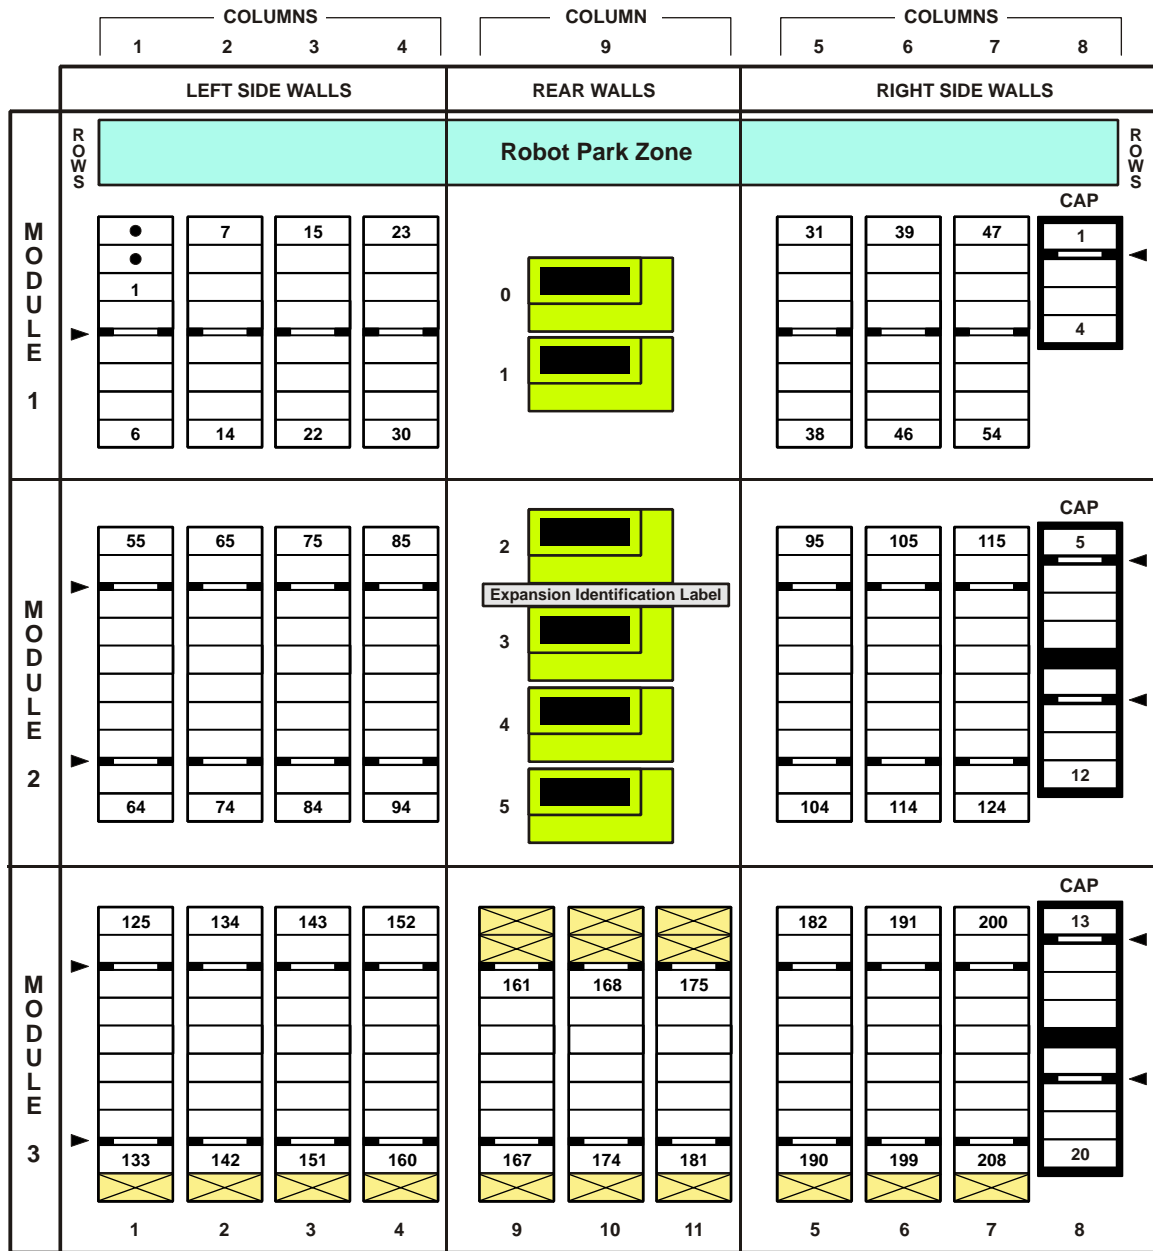 COLUMNS COLUMN COLUMNS
1 2 3 4 9 5 6 7 8
LEFT SIDE WALLS REAR WALLS RIGHT SIDE WALLS
ROWS Robot Park Zone ROWS
CAP
MODULE 1
7 15 23 31 39 47 1
1
0
4
1
6 14 22 30 38 46 54
CAP
MODULE 2
55 65 75 85 2 95 105 115 5
Expansion Identification Label
3
4
12
64 74 84 94 5 104 114 124
CAP
MODULE 3
125 134 143 152 182 191 200 13
161 168 175
133 142 151 160 167 174 181 190 199 208 20
1 2 3 4 9 10 11 5 6 7 8